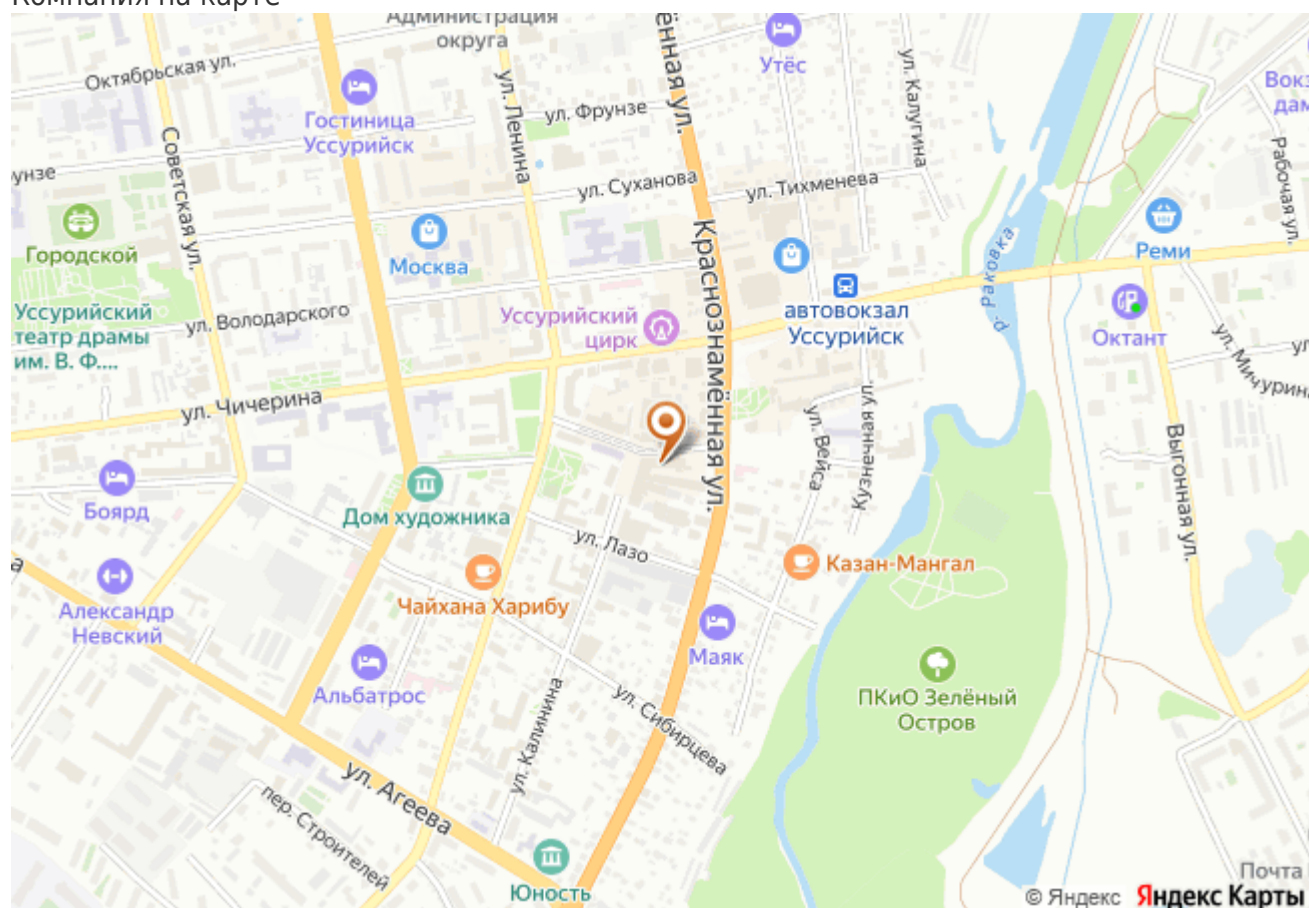 Компания на карте
Администрация
округа
Октябрьская ул.
Гостиница
Уссурийск
ул. Ленина
ул. Фрунзе
Утёс
ул. Калугина
Рабочая ул.
Советская ул.
ул. Суханова
ул. Тихменева
Городской
Москва
Краснознамённая ул.
р. Раковка
Реми
Уссурийский
театр драмы
им. В. Ф....
ул. Володарского
Уссурийский
цирк
автовокзал
Уссурийск
Октант
ул. Мичурина
ул. Чичерина
ул. Вейса
Кузнечная ул.
Выгонная ул.
Боярд
Дом художника
ул. Лазо
Казан-Мангал
Александр
Невский
Чайхана Харибу
Маяк
Альбатрос
ул. Калинина
ул. Сибирцева
ПКиО Зелёный
Остров
ул. Агеева
пер. Строителей
Юность
Почта
© Яндекс Яндекс Карты